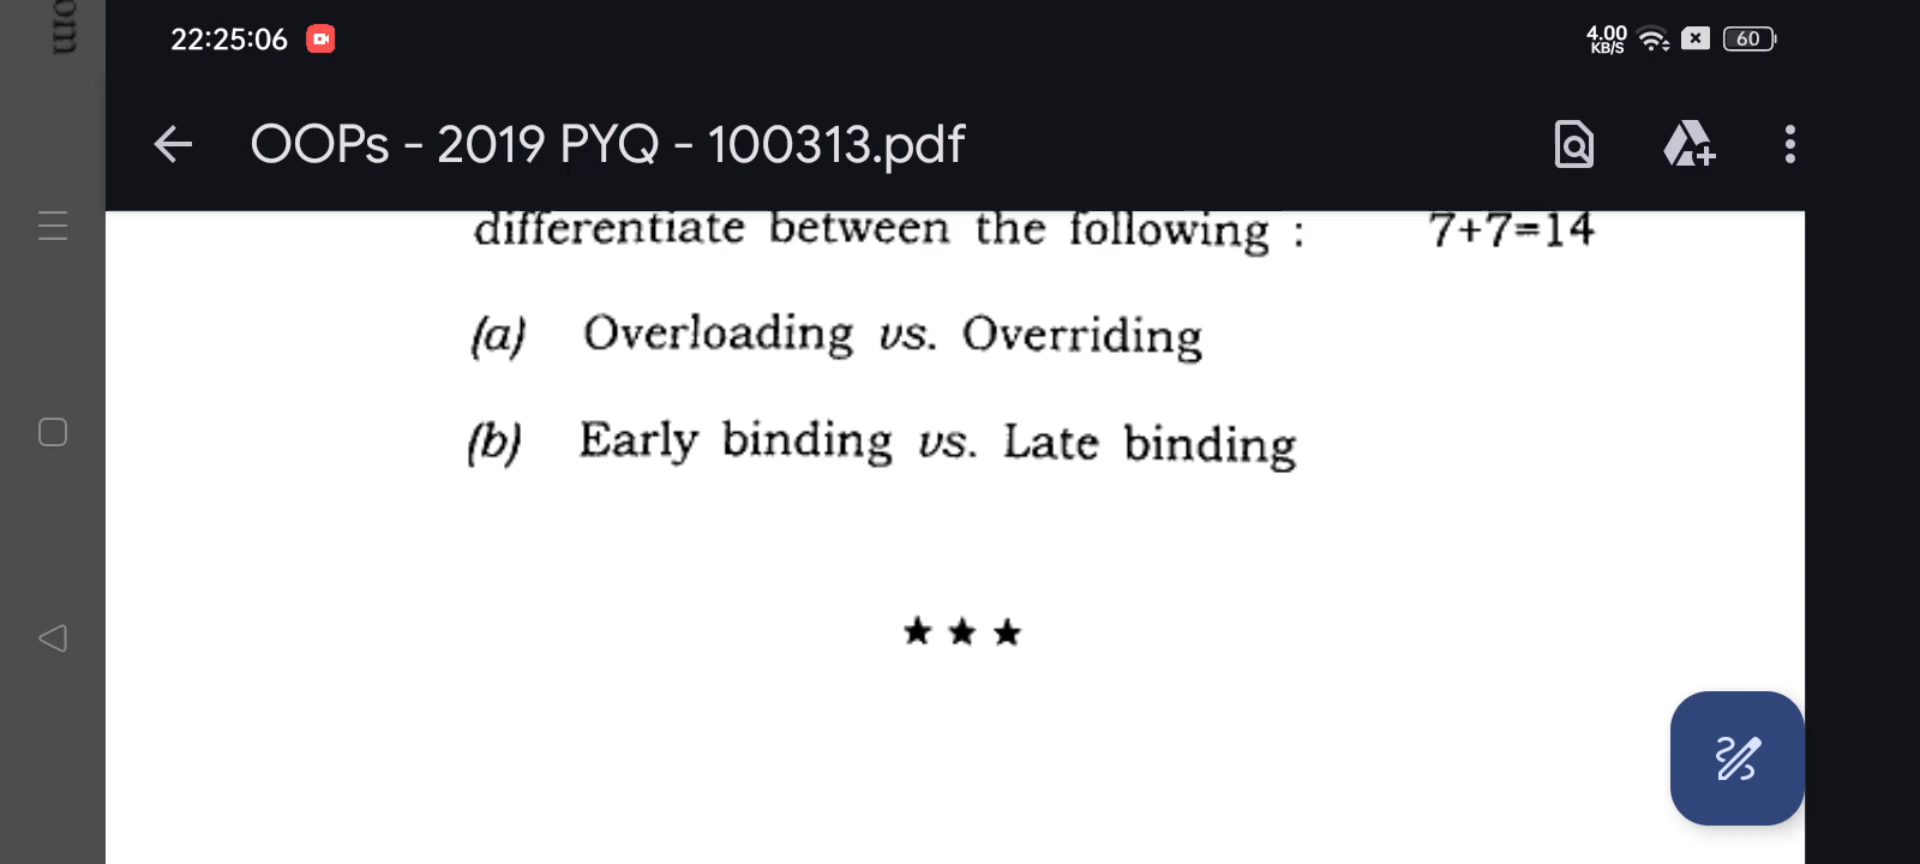 om
22:25:06
4.00 KB/S
60
OOPs - 2019 PYQ - 100313.pdf
differentiate between the following : 7+7=14
(a) Overloading vs. Overriding
(b) Early binding vs. Late binding
★ ★ ★